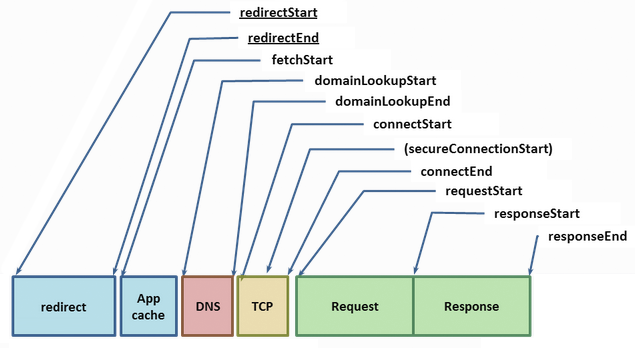 redirectStart
redirectEnd
fetchStart
domainLookupStart
domainLookupEnd
connectStart
(secureConnectionStart)
connectEnd
requestStart
responseStart
responseEnd
redirect
App
cache
DNS
TCP
Request
Response